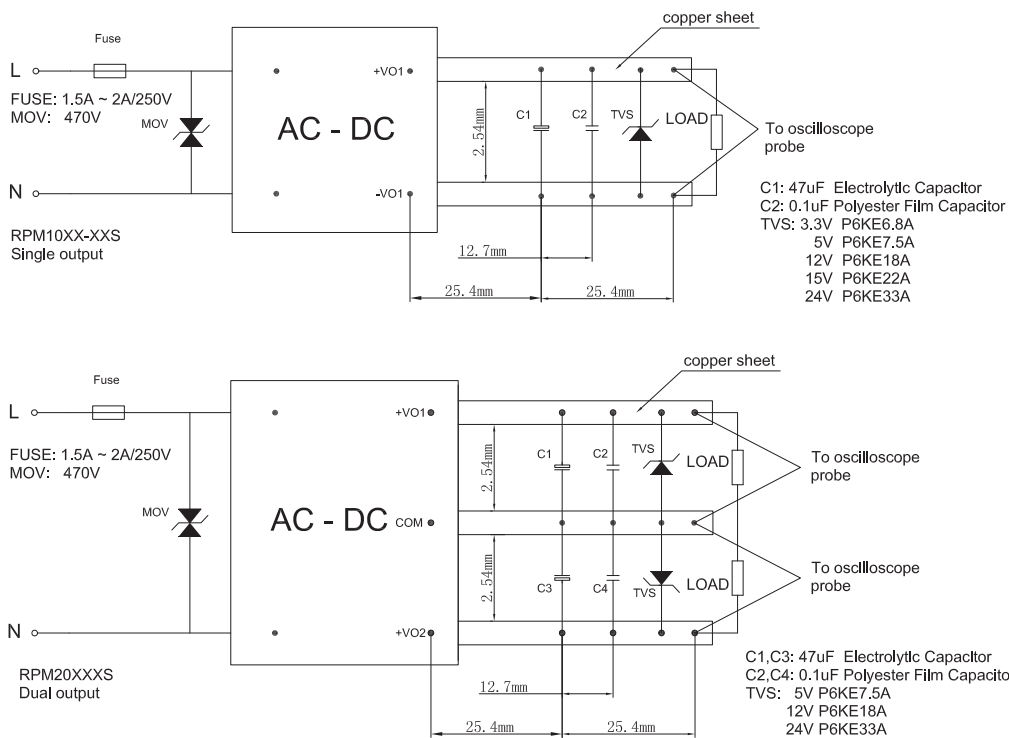 copper sheet
Fuse
L
+VO1
FUSE: 1.5A ~ 2A/250V
MOV: 470V
MOV
AC - DC
2.54mm
C1
C2
TVS
LOAD
To oscilloscope
probe
N
-VO1
C1: 47uF Electrolytic Capacitor
C2: 0.1uF Polyester Film Capacitor
TVS: 3.3V P6KE6.8A
5V P6KE7.5A
12V P6KE18A
15V P6KE22A
24V P6KE33A
RPM10XX-XXS
Single output
12.7mm
25.4mm
25.4mm
copper sheet
Fuse
L
+VO1
FUSE: 1.5A ~ 2A/250V
MOV: 470V
2.54mm
C1
C2
TVS
LOAD
To oscilloscope
probe
MOV
AC - DC
COM
2.54mm
C3
C4
TVS
LOAD
To oscilloscope
probe
N
+VO2
RPM20XXXS
Dual output
12.7mm
25.4mm
25.4mm
C1,C3: 47uF Electrolytic Capacitor
C2,C4: 0.1uF Polyester Film Capacito
TVS: 5V P6KE7.5A
12V P6KE18A
24V P6KE33A